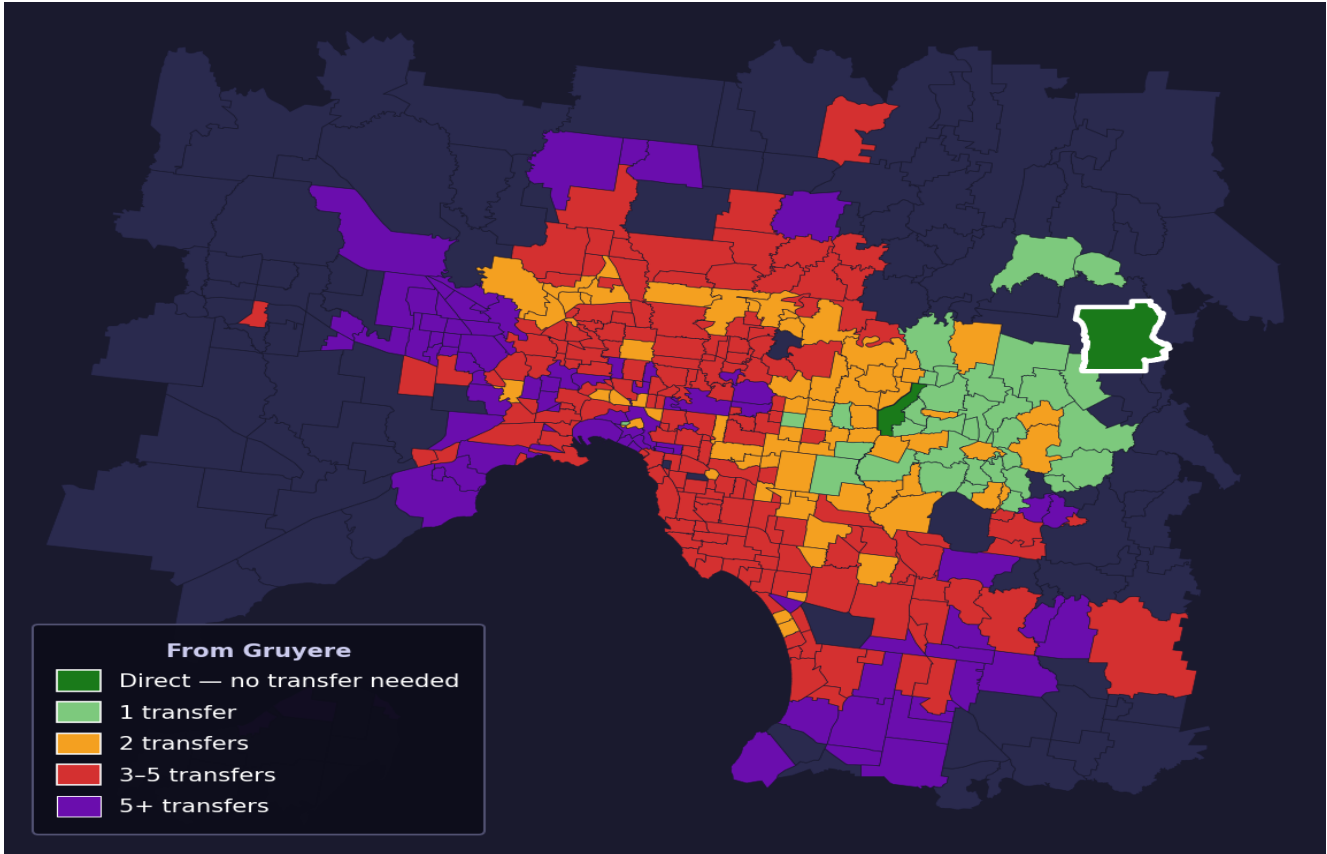 From Gruyere
Direct — no transfer needed
1 transfer
2 transfers
3–5 transfers
5+ transfers